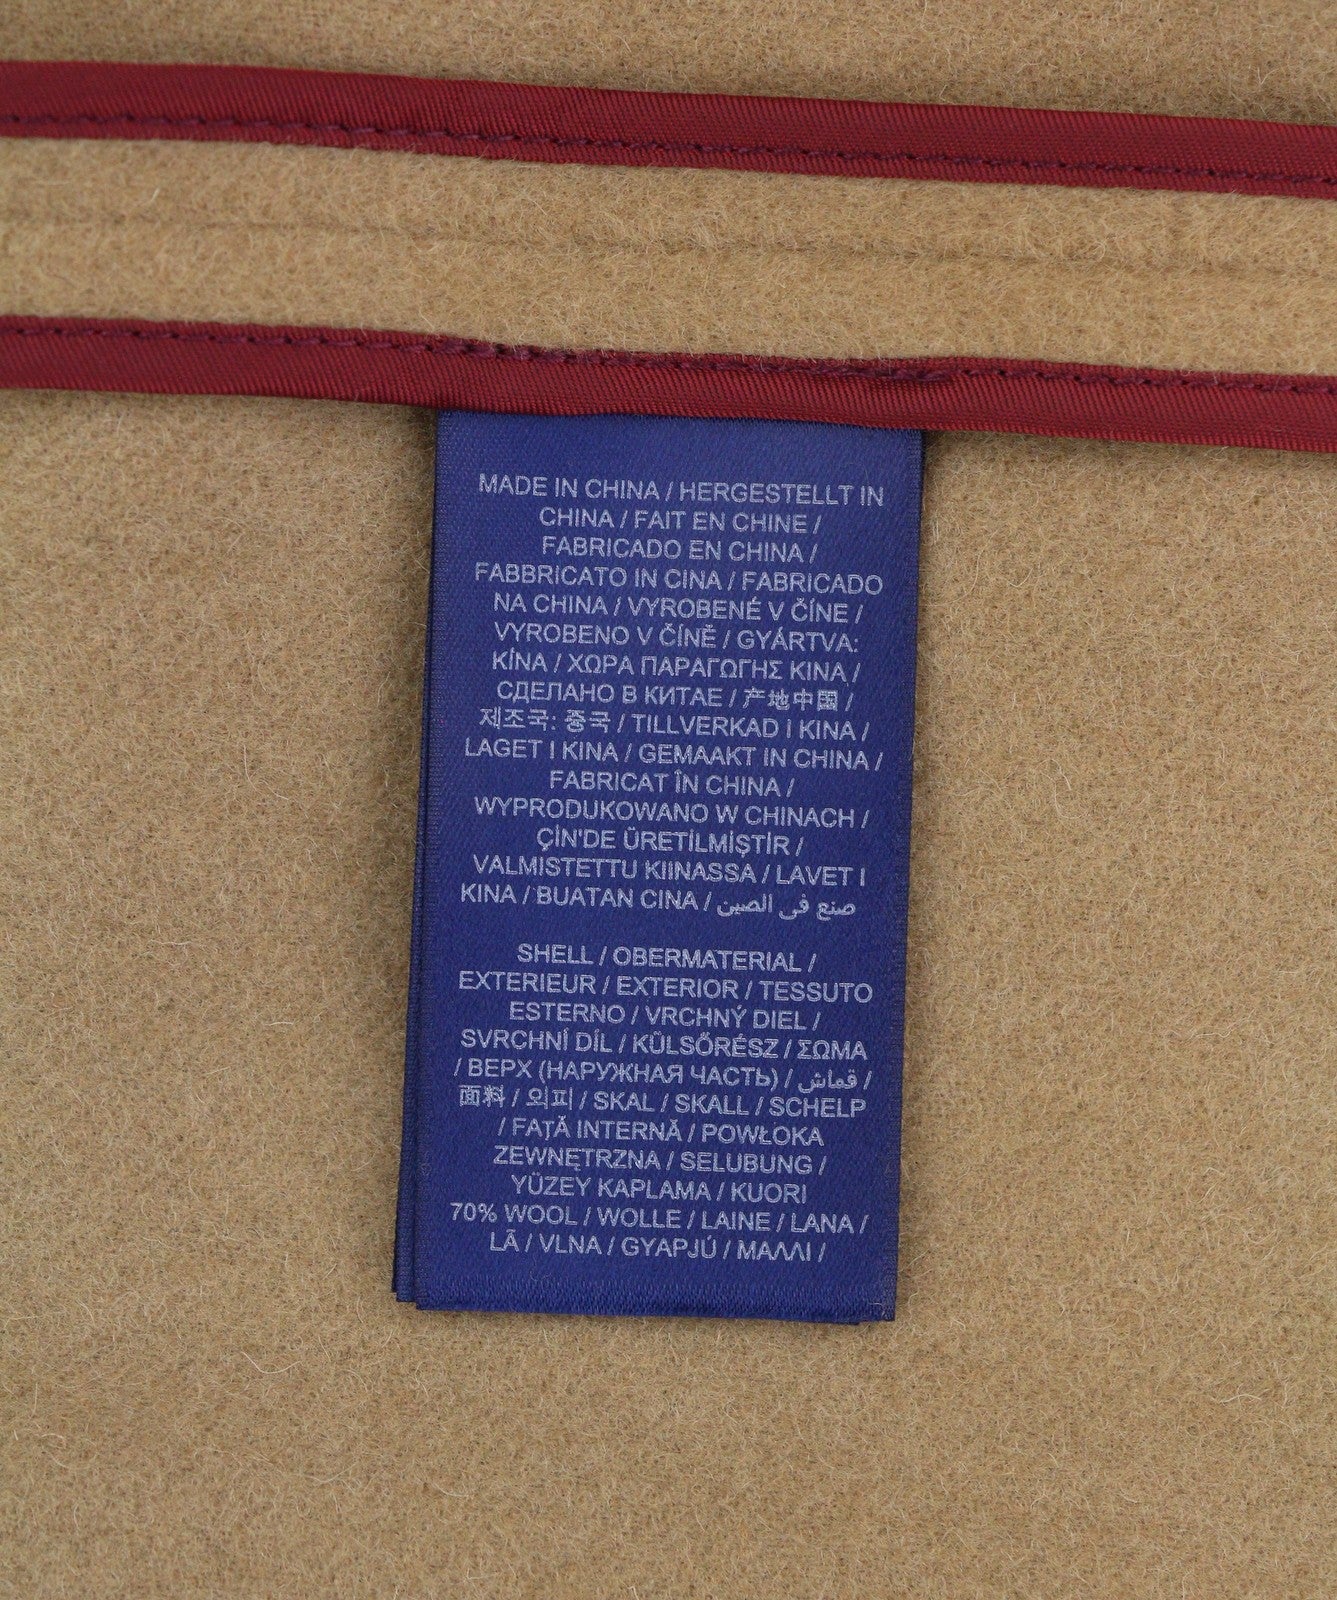 MADE IN CHINA / HERGESTELLT IN
CHINA / FAIT EN CHINE /
FABRICADO EN CHINA /
FABBRICATO IN CINA / FABRICADO
NA CHINA / VYROBENÉ V ČÍNE /
VYROBENO V ČÍNĚ / GYÁRTVA:
KÍNA / ΧΩΡΑ ΠΑΡΑΓΩΓΗΣ ΚΙΝΑ /
СДЕЛАНО В КИТАЕ / 产地中国 /
제조국: 중국 / TILLVERKAD I KINA /
LAGET I KINA / GEMAAKT IN CHINA /
FABRICAT ÎN CHINA /
WYPRODUKOWANO W CHINACH /
ÇİN'DE ÜRETİLMİŞTİR /
VALMISTETTU KIINASSA / LAVET I
KINA / BUATAN CINA / صنع في الصين
SHELL / OBERMATERIAL /
EXTERIEUR / EXTERIOR / TESSUTO
ESTERNO / VRCHNÝ DIEL /
SVRCHNÍ DÍL / KÜLSŐRÉSZ / ΣΩΜΑ
/ ВЕРХ (НАРУЖНАЯ ЧАСТЬ) / قماش /
面料 / 외피 / SKAL / SKALL / SCHELP
/ FAȚĂ INTERNĂ / POWŁOKA
ZEWNĘTRZNA / SELUBUNG /
YÜZEY KAPLAMA / KUORI
70% WOOL / WOLLE / LAINE / LANA /
LÃ / VLNA / GYAPJÚ / ΜΑΛΛΙ /